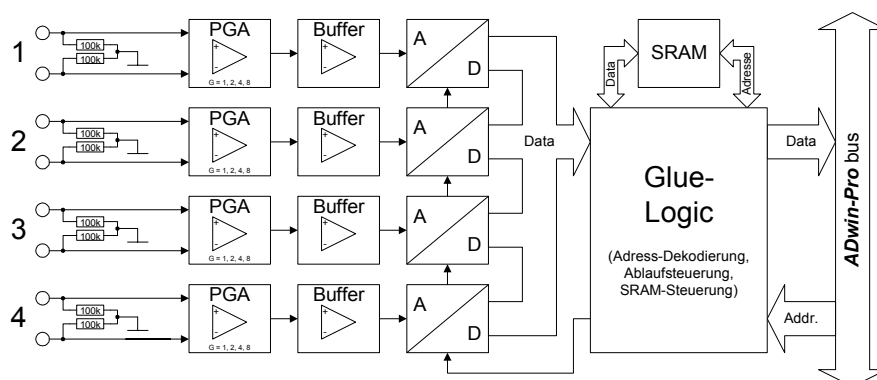 1
100k
100k
PGA
+
-
G = 1, 2, 4, 8
Buffer
+
-
A
D
2
100k
100k
PGA
+
-
G = 1, 2, 4, 8
Buffer
+
-
A
D
3
100k
100k
PGA
+
-
G = 1, 2, 4, 8
Buffer
+
-
A
D
4
100k
100k
PGA
+
-
G = 1, 2, 4, 8
Buffer
+
-
A
D
Data
SRAM
Data
Adresse
Glue-
Logic
(Adress-Dekodierung,
Ablaufsteuerung,
SRAM-Steuerung)
Data
Addr.
ADwin-Pro bus